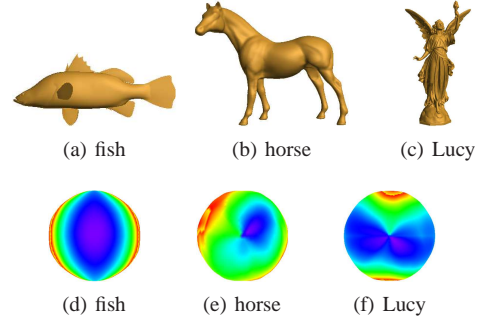 (a) fish
(b) horse
(c) Lucy
(d) fish
(e) horse
(f) Lucy